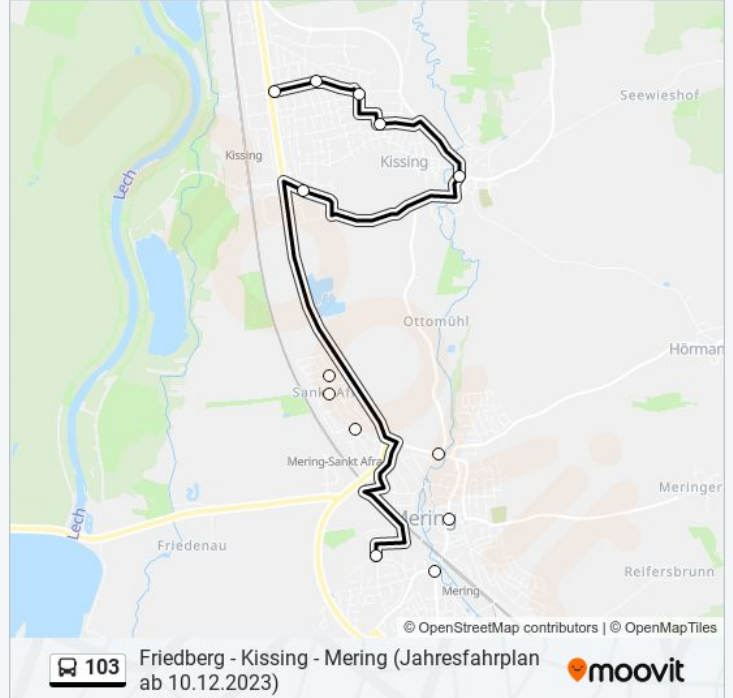 Seewieshof
Kissing
Kissing
Lech
Ottomühl
Hörman
Sankt Afra
Mering-Sankt Afra
Meringer
Mering
Lech
Friedenau
Reifersbrunn
Mering
© OpenStreetMap contributors | © OpenMapTiles
103
Friedberg - Kissing - Mering (Jahresfahrplan
ab 10.12.2023)
moovit